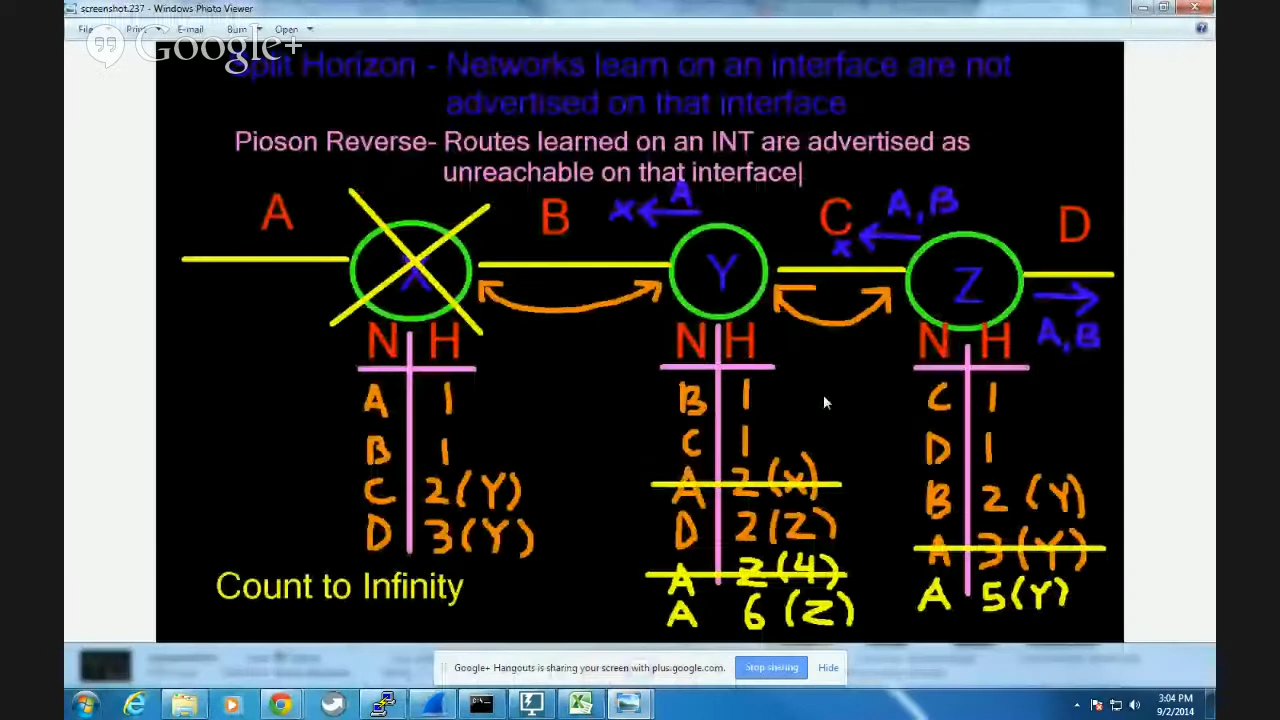 screenshot.237 - Windows Photo Viewer
File Print E-mail Burn Open
Google+
Split Horizon - Networks learn on an interface are not
advertised on that interface
Pioson Reverse- Routes learned on an INT are advertised as
unreachable on that interface
A X B x A Y C x A, B Z D
A, B
N H N H N H
A 1 B 1 C 1
B 1 C 1 D 1
C 2 (Y) A 2 (x) B 2 (Y)
D 3 (Y) D 2 (Z) A 3 (Y)
A 2 (4) A 5 (Y)
Count to Infinity
A 6 (Z)
Google+ Hangouts is sharing your screen with plus.google.com. Stop sharing Hide
3:04 PM
9/2/2014